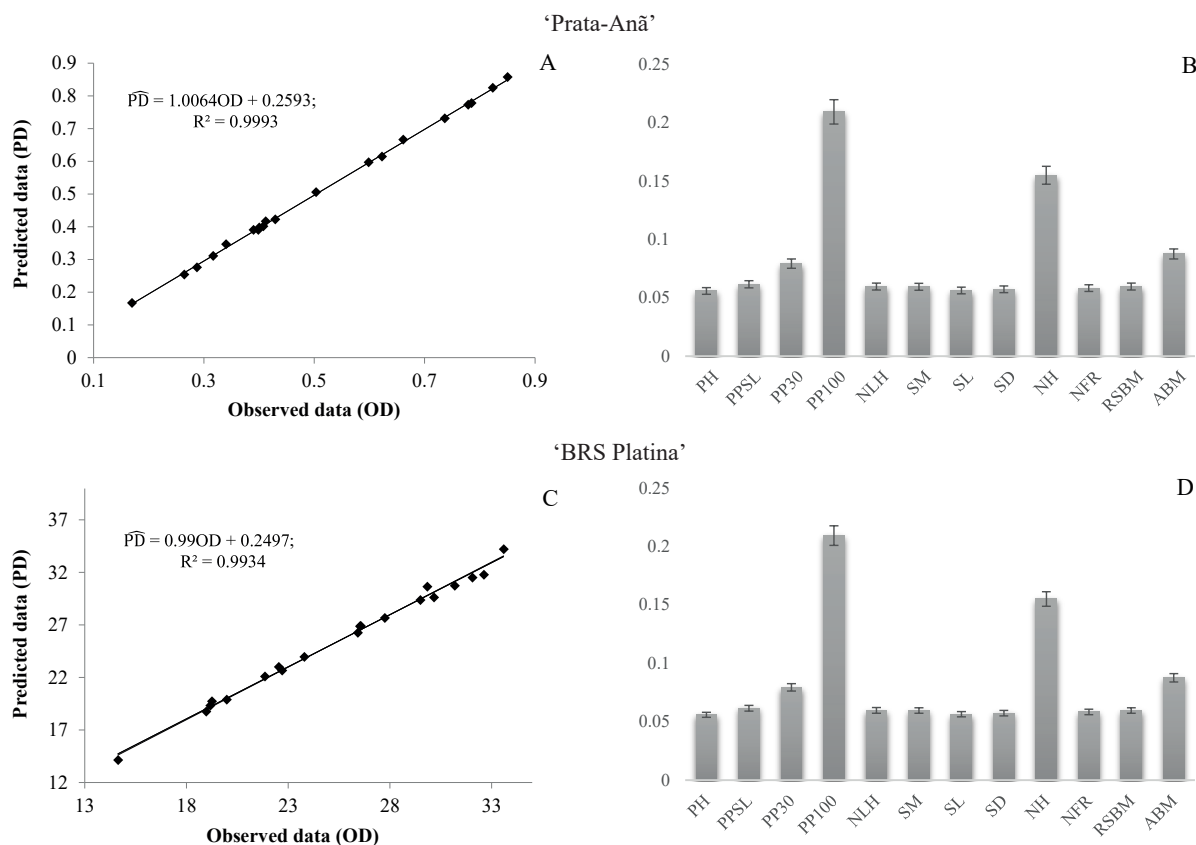 ‘Prata-Anã’
A
0.9
0.8
0.7
0.6
0.5
0.4
0.3
0.2
0.1
0
Predicted data (PD)
P̂D̂ = 1.0064OD + 0.2593;
R² = 0.9993
0.1 0.3 0.5 0.7 0.9
Observed data (OD)
B
0.25
0.2
0.15
0.1
0.05
0
PH PPSL PP30 PP100 NLH SM SL SD NH NFR RSBM ABM
‘BRS Platina’
C
37
32
27
22
17
12
Predicted data (PD)
P̂D̂ = 0.99OD + 0.2497;
R² = 0.9934
13 18 23 28 33
Observed data (OD)
D
0.25
0.2
0.15
0.1
0.05
0
PH PPSL PP30 PP100 NLH SM SL SD NH NFR RSBM ABM